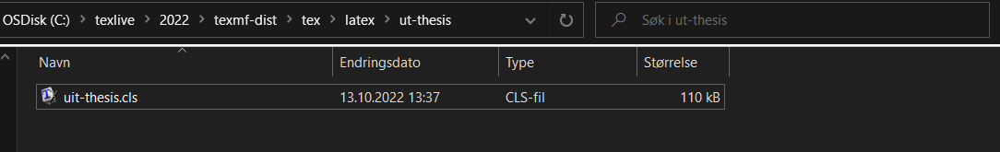 OSDisk (C:) > texlive > 2022 > texmf-dist > tex > latex > ut-thesis Søk i ut-thesis
Navn Endringsdato Type Størrelse
uit-thesis.cls 13.10.2022 13:37 CLS-fil 110 kB